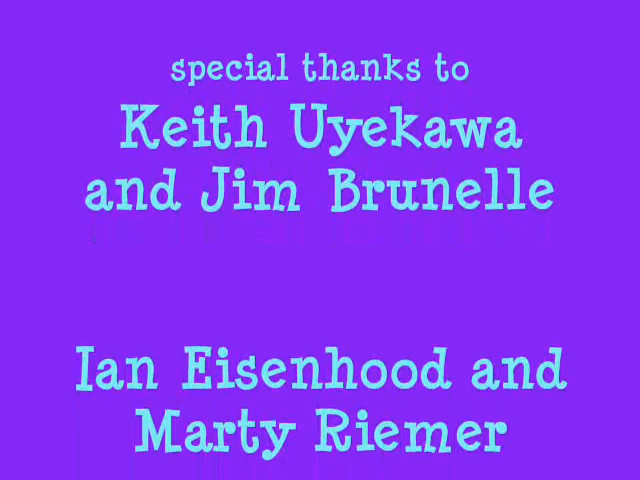 special thanks to
Keith Uyekawa
and Jim Brunelle
Ian Eisenhood and
Marty Riemer